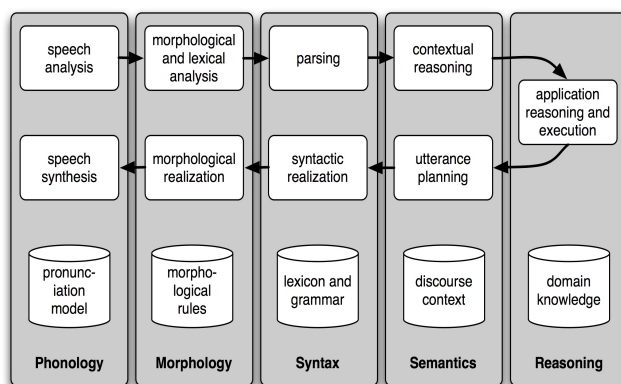 speech
analysis
morphological
and lexical
analysis
parsing
contextual
reasoning
application
reasoning and
execution
speech
synthesis
morphological
realization
syntactic
realization
utterance
planning
pronunc-
iation
model
morpho-
logical
rules
lexicon and
grammar
discourse
context
domain
knowledge
Phonology
Morphology
Syntax
Semantics
Reasoning